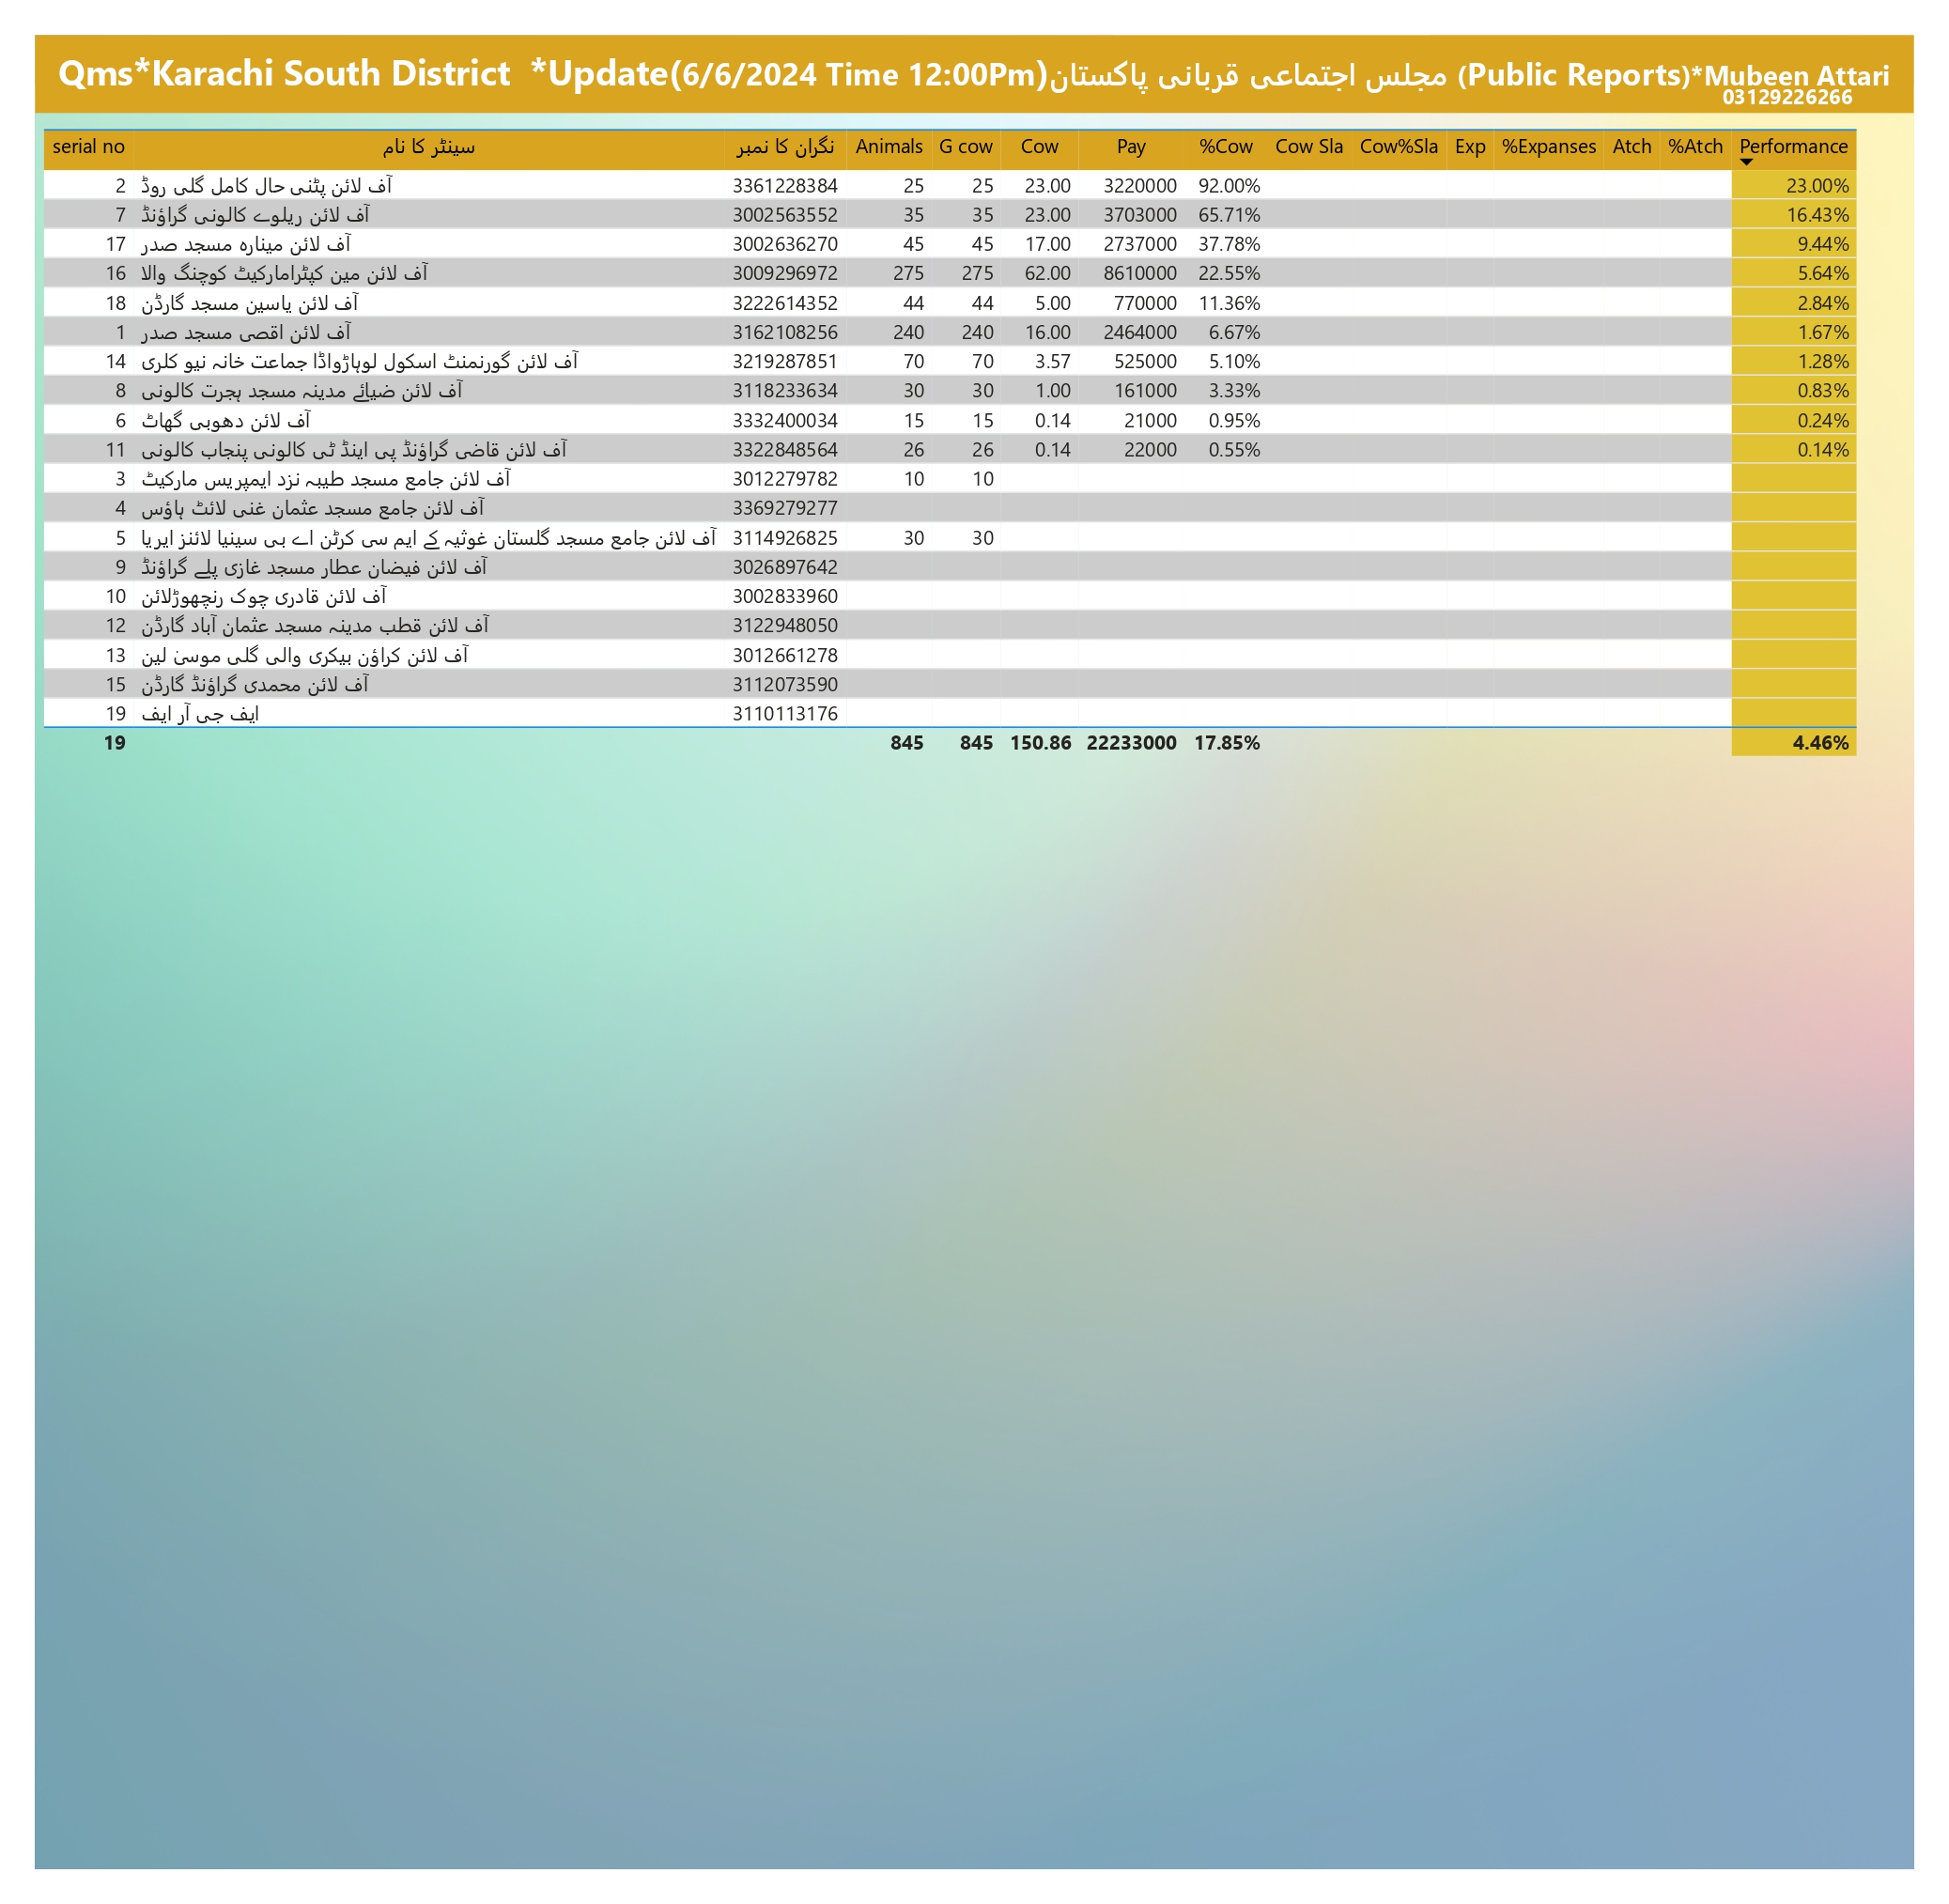 Qms*Karachi South District *Update(6/6/2024 Time 12:00Pm)مجلس اجتماعی قربانی پاکستان (Public Reports)*Mubeen Attari
03129226266
serial no سینٹر کا نام نگران کا نمبر Animals G cow Cow Pay %Cow Cow Sla Cow%Sla Exp %Expanses Atch %Atch Performance
2 آف لائن پٹنی حال کامل گلی روڈ 3361228384 25 25 23.00 3220000 92.00% 23.00%
7 آف لائن ریلوے کالونی گراؤنڈ 3002563552 35 35 23.00 3703000 65.71% 16.43%
17 آف لائن مینارہ مسجد صدر 3002636270 45 45 17.00 2737000 37.78% 9.44%
16 آف لائن مین کپڑامارکیٹ کوچنگ والا 3009296972 275 275 62.00 8610000 22.55% 5.64%
18 آف لائن یاسین مسجد گارڈن 3222614352 44 44 5.00 770000 11.36% 2.84%
1 آف لائن اقصی مسجد صدر 3162108256 240 240 16.00 2464000 6.67% 1.67%
14 آف لائن گورنمنٹ اسکول لوہاڑواڈا جماعت خانہ نیو کلری 3219287851 70 70 3.57 525000 5.10% 1.28%
8 آف لائن ضیائے مدینہ مسجد ہجرت کالونی 3118233634 30 30 1.00 161000 3.33% 0.83%
6 آف لائن دھوبی گھاٹ 3332400034 15 15 0.14 21000 0.95% 0.24%
11 آف لائن قاضی گراؤنڈ پی اینڈ ٹی کالونی پنجاب کالونی 3322848564 26 26 0.14 22000 0.55% 0.14%
3 آف لائن جامع مسجد طیبہ نزد ایمپریس مارکیٹ 3012279782 10 10
4 آف لائن جامع مسجد عثمان غنی لائٹ ہاؤس 3369279277
5 آف لائن جامع مسجد گلستان غوثیہ کے ایم سی کرٹن اے بی سینیا لائنز ایریا 3114926825 30 30
9 آف لائن فیضان عطار مسجد غازی پلے گراؤنڈ 3026897642
10 آف لائن قادری چوک رنچھوڑلائن 3002833960
12 آف لائن قطب مدینہ مسجد عثمان آباد گارڈن 3122948050
13 آف لائن کراؤن بیکری والی گلی موسیٰ لین 3012661278
15 آف لائن محمدی گراؤنڈ گارڈن 3112073590
19 ایف جی آر ایف 3110113176
19 845 845 150.86 22233000 17.85% 4.46%